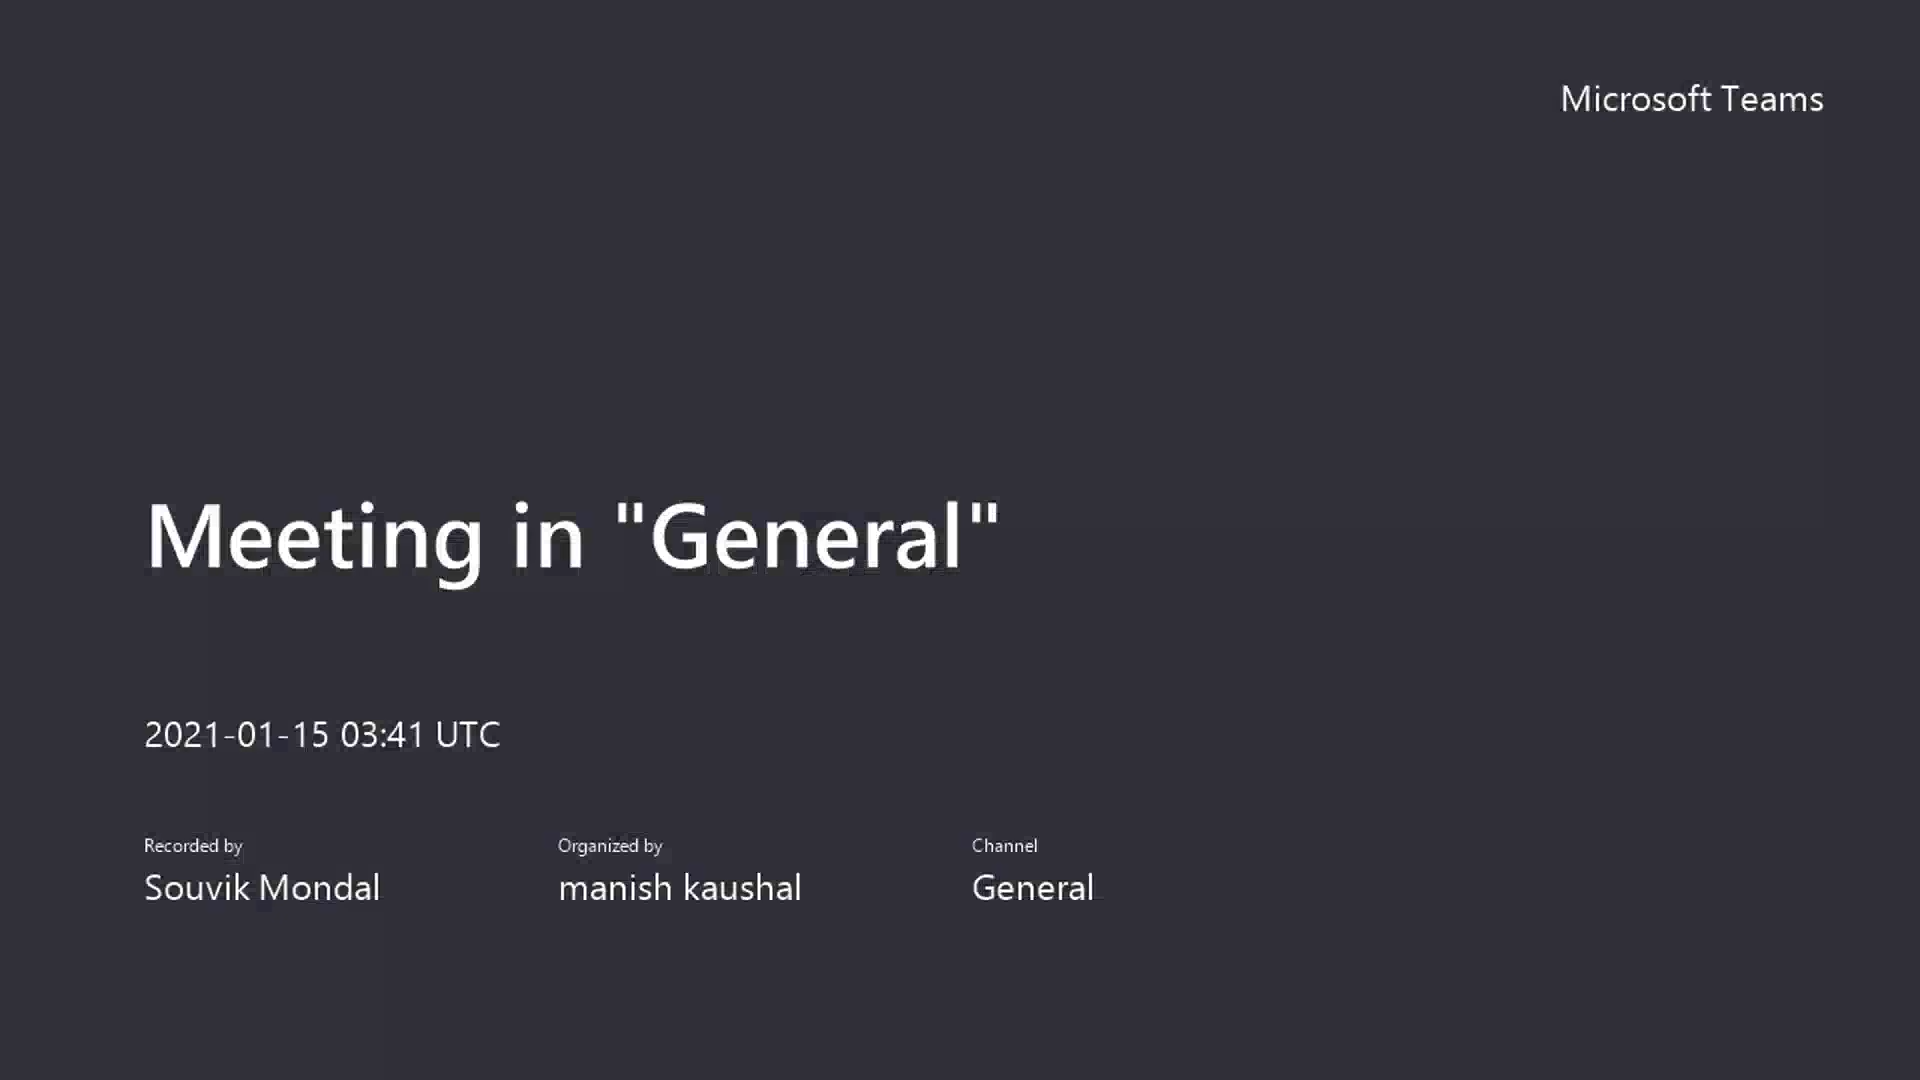 Microsoft Teams
Meeting in "General"
2021-01-15 03:41 UTC
Recorded by
Souvik Mondal
Organized by
manish kaushal
Channel
General